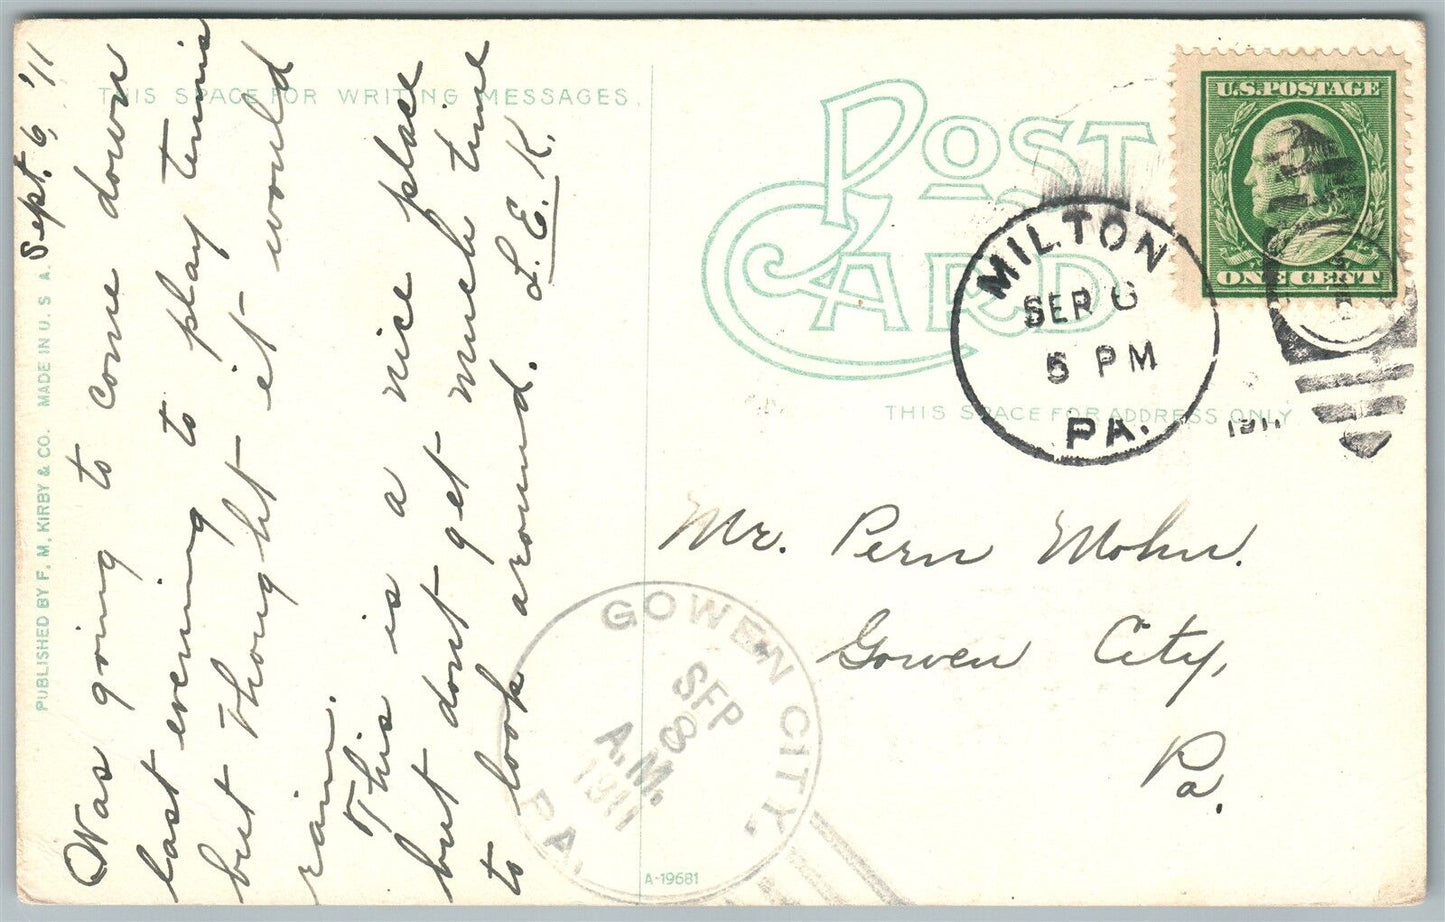 THIS SPACE FOR WRITING MESSAGES.
Sept. 6, '11
Was going to come down
last evening to play tennis
but thought it would
rain.
This is a nice place
but dont get much time
to look around. L. E. K.
PUBLISHED BY F. M. KIRBY & CO. MADE IN U. S. A.
POST
CARD
THIS SPACE FOR ADDRESS ONLY
U.S. POSTAGE
ONE CENT
MILTON
SEP 6
5 PM
1911
PA.
Mr. Pern Mohn.
Gowen City,
Pa.
GOWEN CITY,
SEP
8
A.M.
1911
PA.
A-19681